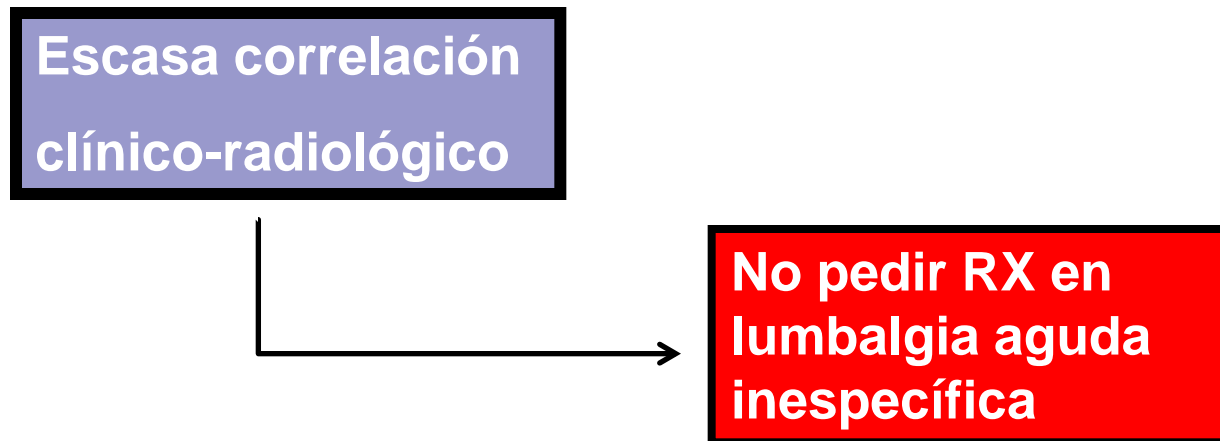 Escasa correlación
clínico-radiológico
No pedir RX en
lumbalgia aguda
inespecífica